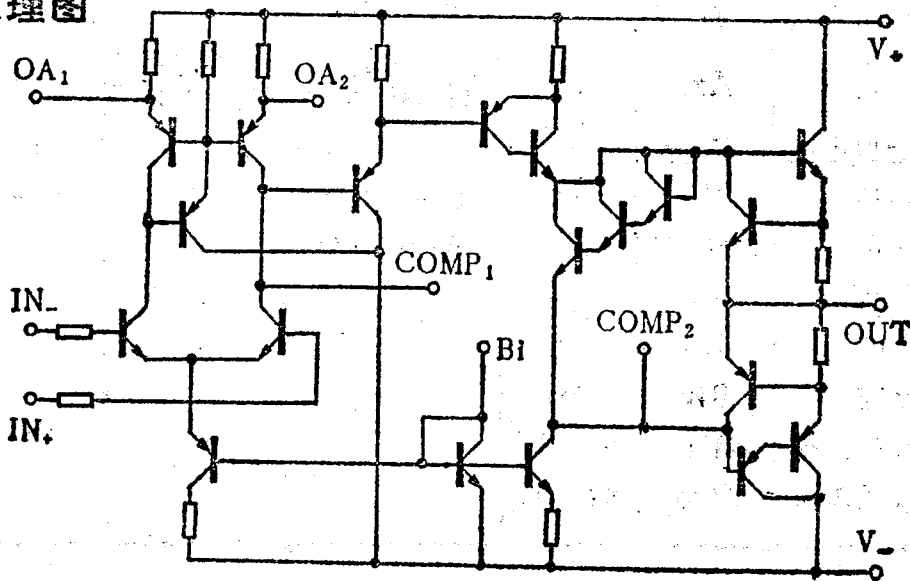 理图
V₊
OA₁
OA₂
COMP₁
IN₋
Bi
COMP₂
OUT
IN₊
V₋